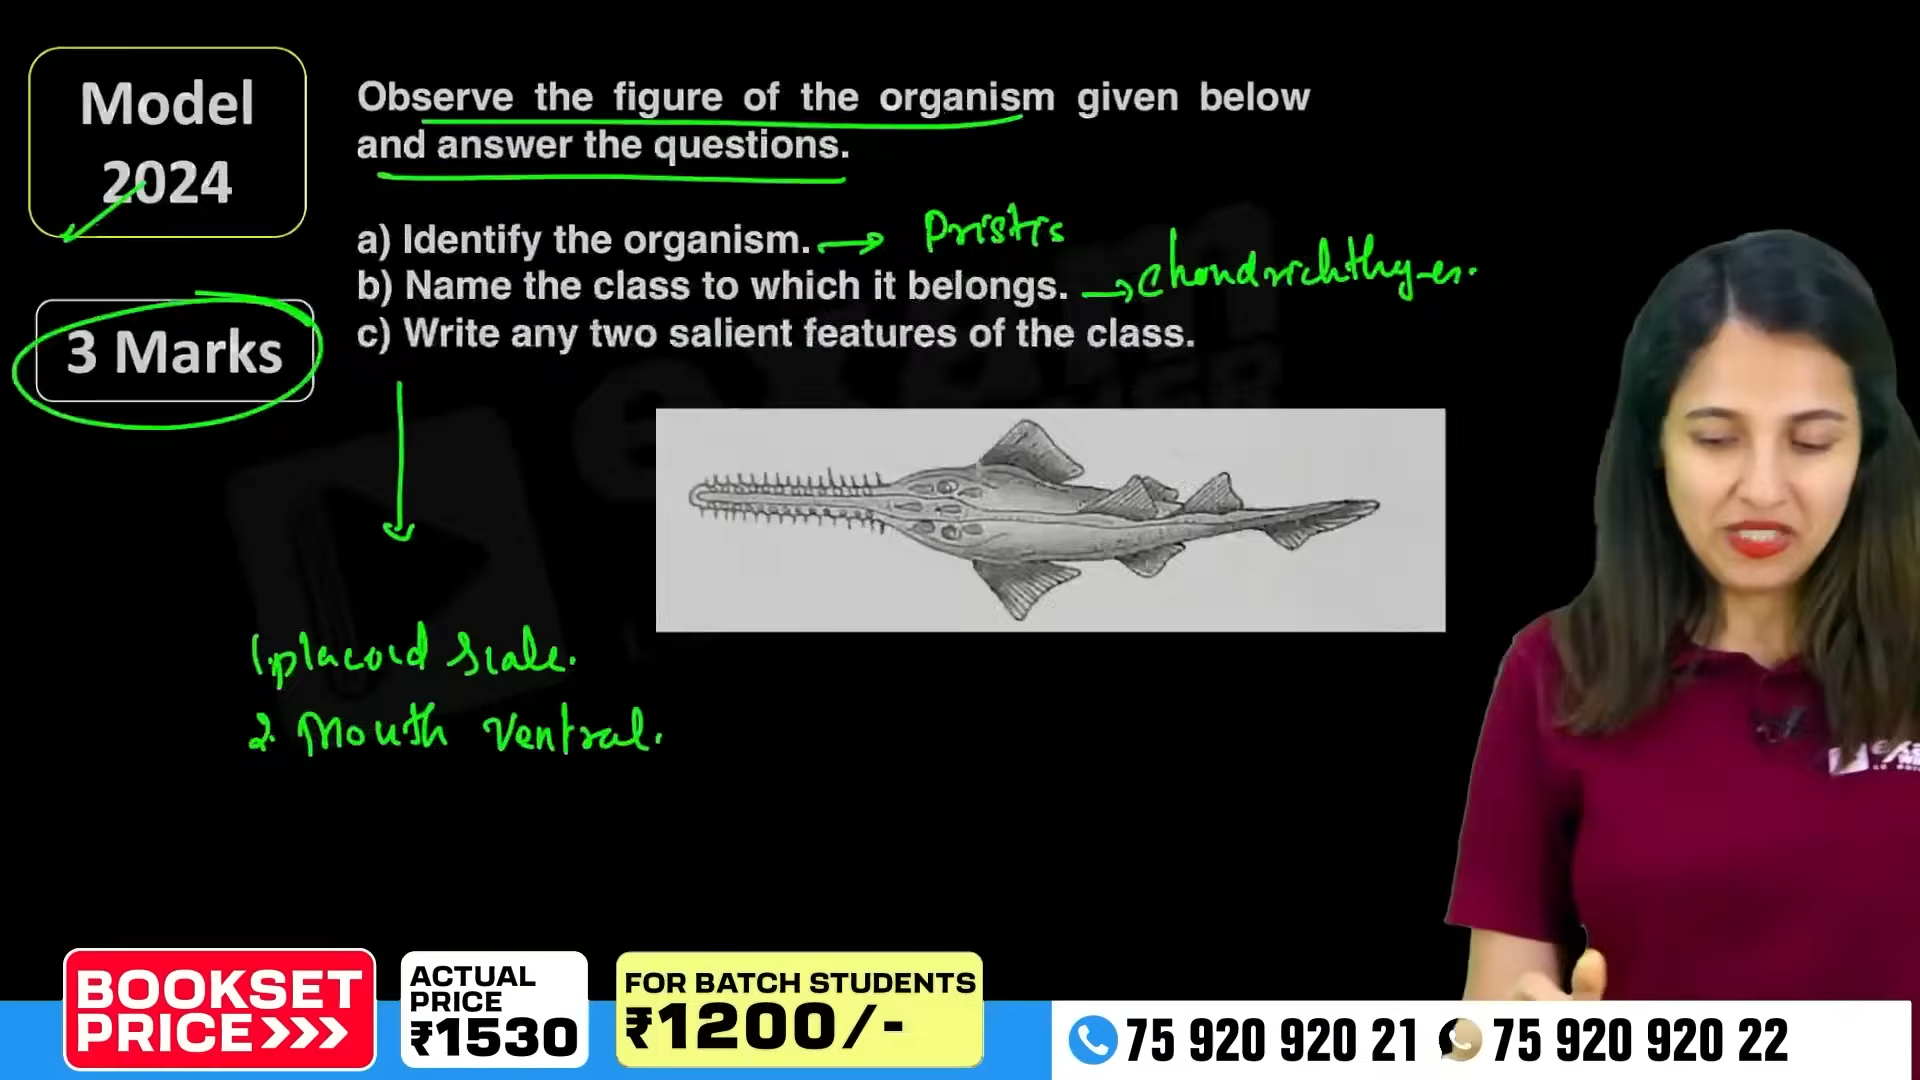 Model
2024
3 Marks
Observe the figure of the organism given below
and answer the questions.
a) Identify the organism. → Pristis
b) Name the class to which it belongs. → chondrichthyes.
c) Write any two salient features of the class.
1. placoid scale.
2. Mouth ventral.
BOOKSET
PRICE >>>
ACTUAL
PRICE
₹1530
FOR BATCH STUDENTS
₹1200/-
75 920 920 21
75 920 920 22